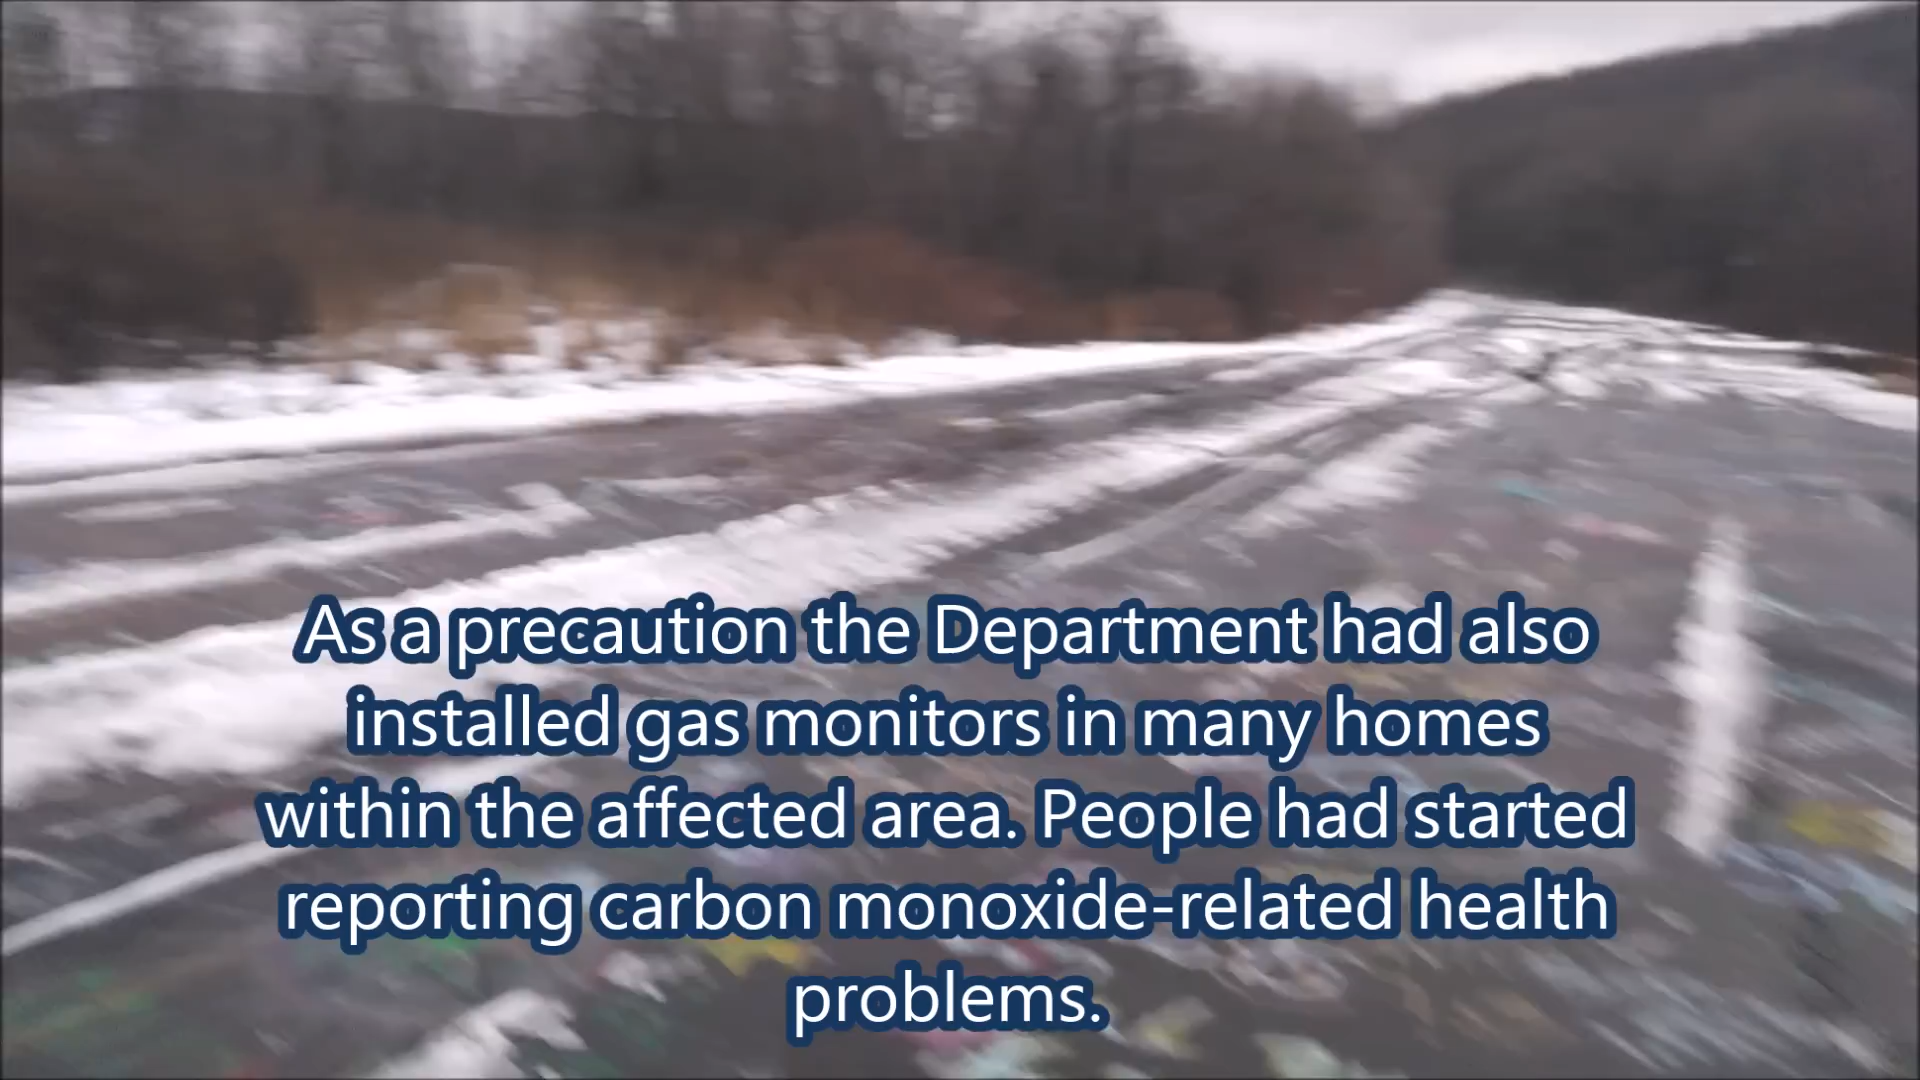 As a precaution the Department had also
installed gas monitors in many homes
within the affected area. People had started
reporting carbon monoxide-related health
problems.